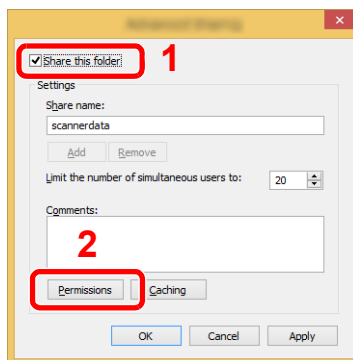 Share this folder
1
Settings
Share name:
scannerdata
Add Remove
Limit the number of simultaneous users to: 20
Comments:
2
Permissions Caching
OK Cancel Apply